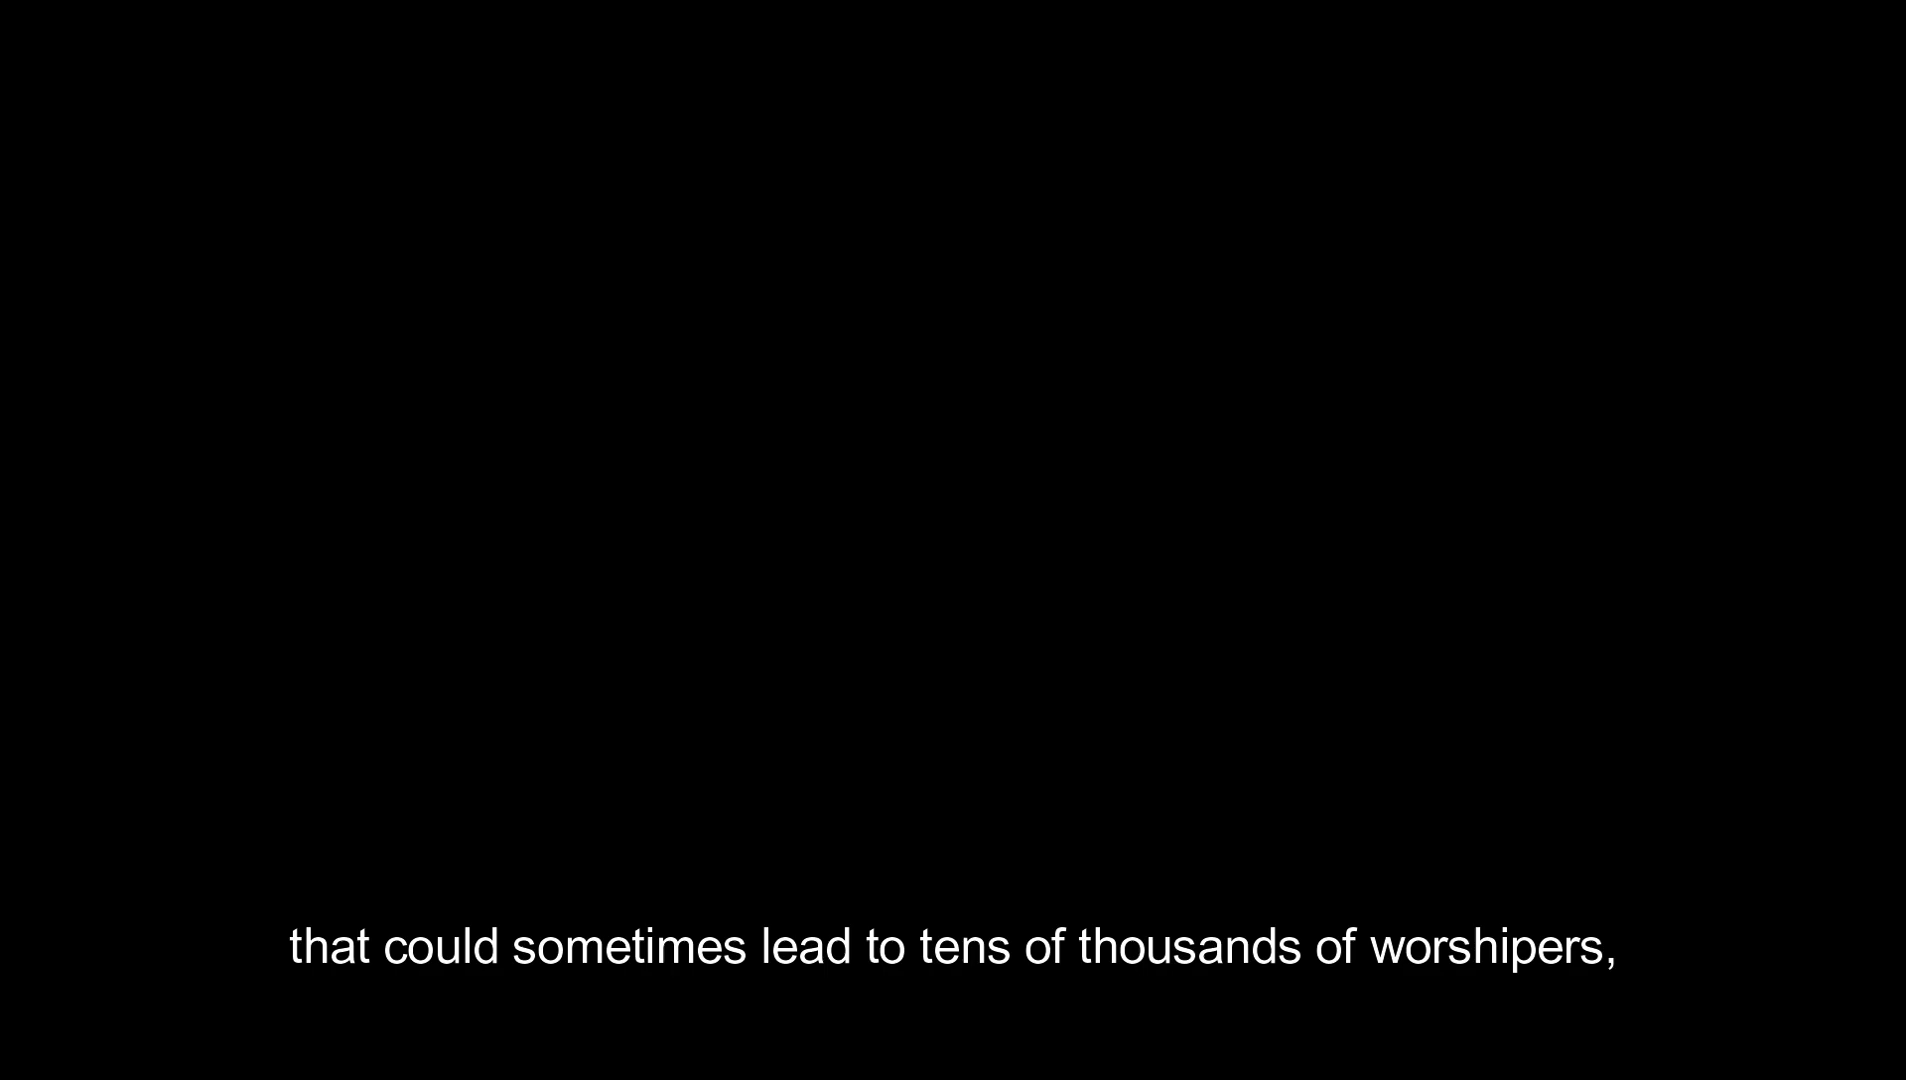 that could sometimes lead to tens of thousands of worshipers,